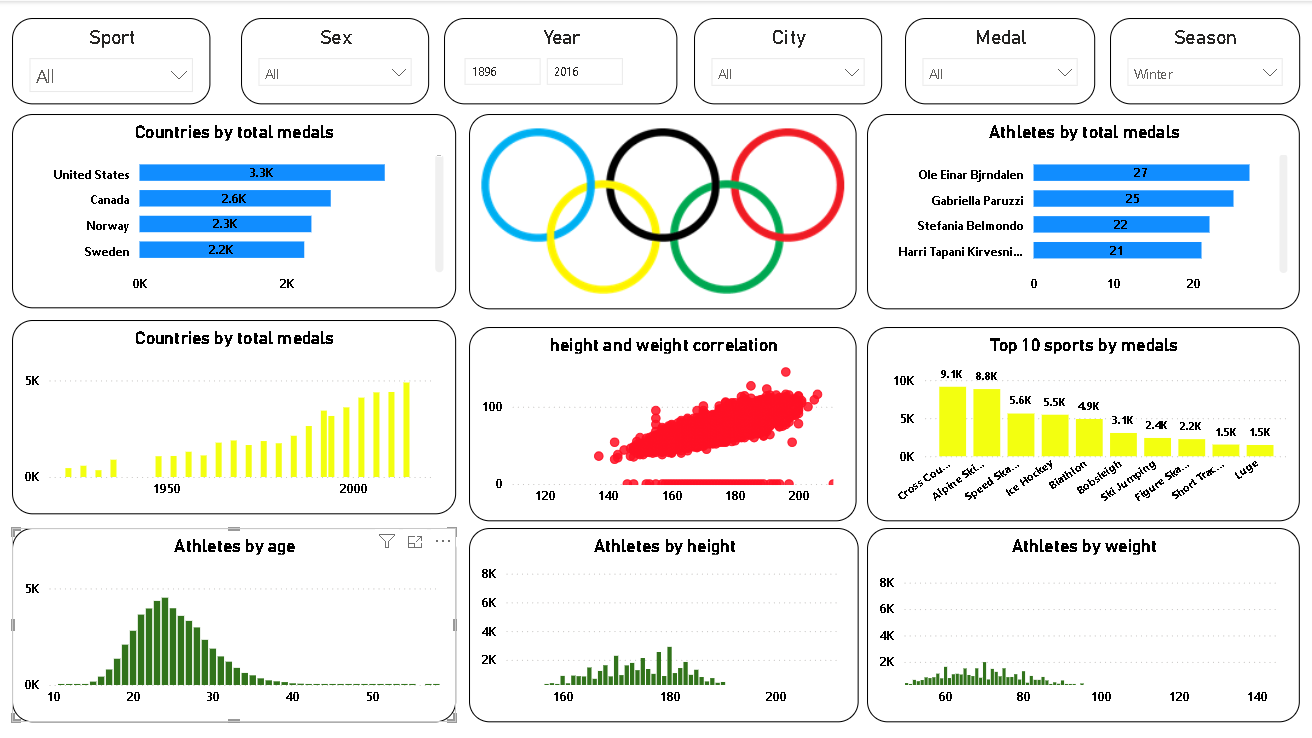 Sport
Sex
Year
City
Medal
Season
All
All
1896
2016
All
All
Winter
Countries by total medals
United States
3.3K
Canada
2.6K
Norway
2.3K
Sweden
2.2K
0K
2K
Athletes by total medals
Ole Einar Bjrndalen
27
Gabriella Paruzzi
25
Stefania Belmondo
22
Harri Tapani Kirvesni...
21
0
10
20
Countries by total medals
5K
0K
1950
2000
height and weight correlation
100
0
120
140
160
180
200
Top 10 sports by medals
10K
5K
0K
9.1K
8.8K
5.6K
5.5K
4.9K
3.1K
2.4K
2.2K
1.5K
1.5K
Cross Cou...
Alpine Ski...
Speed Ska...
Ice Hockey
Biathlon
Bobsleigh
Ski Jumping
Figure Ska...
Short Trac...
Luge
Athletes by age
5K
0K
10
20
30
40
50
Athletes by height
8K
6K
4K
2K
160
180
200
Athletes by weight
8K
6K
4K
2K
60
80
100
120
140